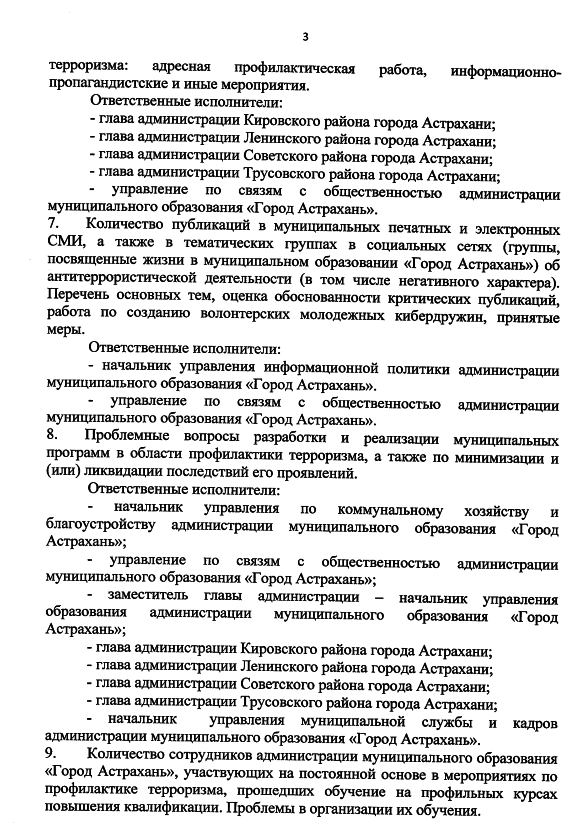 3
терроризма: адресная профилактическая работа, информационно-
пропагандистские и иные мероприятия.
Ответственные исполнители:
- глава администрации Кировского района города Астрахани;
- глава администрации Ленинского района города Астрахани;
- глава администрации Советского района города Астрахани;
- глава администрации Трусовского района города Астрахани;
- управление по связям с общественностью администрации
муниципального образования «Город Астрахань».
7. Количество публикаций в муниципальных печатных и электронных
СМИ, а также в тематических группах в социальных сетях (группы,
посвященные жизни в муниципальном образовании «Город Астрахань») об
антитеррористической деятельности (в том числе негативного характера).
Перечень основных тем, оценка обоснованности критических публикаций,
работа по созданию волонтерских молодежных кибердружин, принятые
меры.
Ответственные исполнители:
- начальник управления информационной политики администрации
муниципального образования «Город Астрахань».
- управление по связям с общественностью администрации
муниципального образования «Город Астрахань».
8. Проблемные вопросы разработки и реализации муниципальных
программ в области профилактики терроризма, а также по минимизации и
(или) ликвидации последствий его проявлений.
Ответственные исполнители:
- начальник управления по коммунальному хозяйству и
благоустройству администрации муниципального образования «Город
Астрахань»;
- управление по связям с общественностью администрации
муниципального образования «Город Астрахань»;
- заместитель главы администрации – начальник управления
образования администрации муниципального образования «Город
Астрахань»;
- глава администрации Кировского района города Астрахани;
- глава администрации Ленинского района города Астрахани;
- глава администрации Советского района города Астрахани;
- глава администрации Трусовского района города Астрахани;
- начальник управления муниципальной службы и кадров
администрации муниципального образования «Город Астрахань».
9. Количество сотрудников администрации муниципального образования
«Город Астрахань», участвующих на постоянной основе в мероприятиях по
профилактике терроризма, прошедших обучение на профильных курсах
повышения квалификации. Проблемы в организации их обучения.